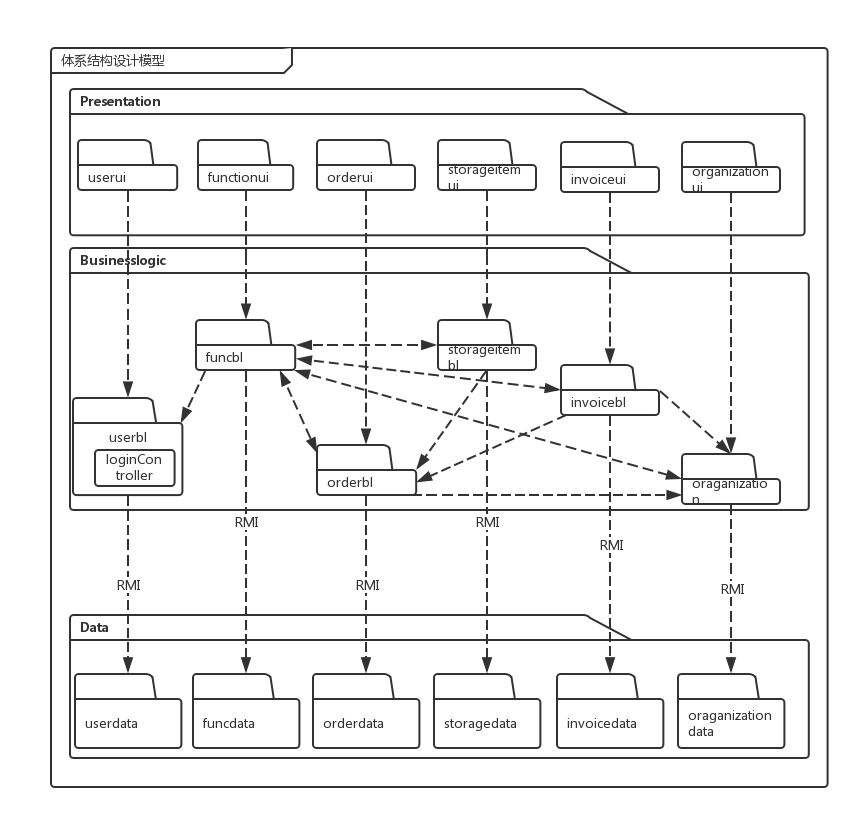 体系结构设计模型
Presentation
userui
functionui
orderui
storageitem
ui
invoiceui
organization
ui
Businesslogic
funcbl
storageitem
bl
invoicebl
userbl
loginCon
troller
orderbl
oraganizatio
n
RMI
RMI
RMI
RMI
RMI
RMI
Data
userdata
funcdata
orderdata
storagedata
invoicedata
oraganization
data